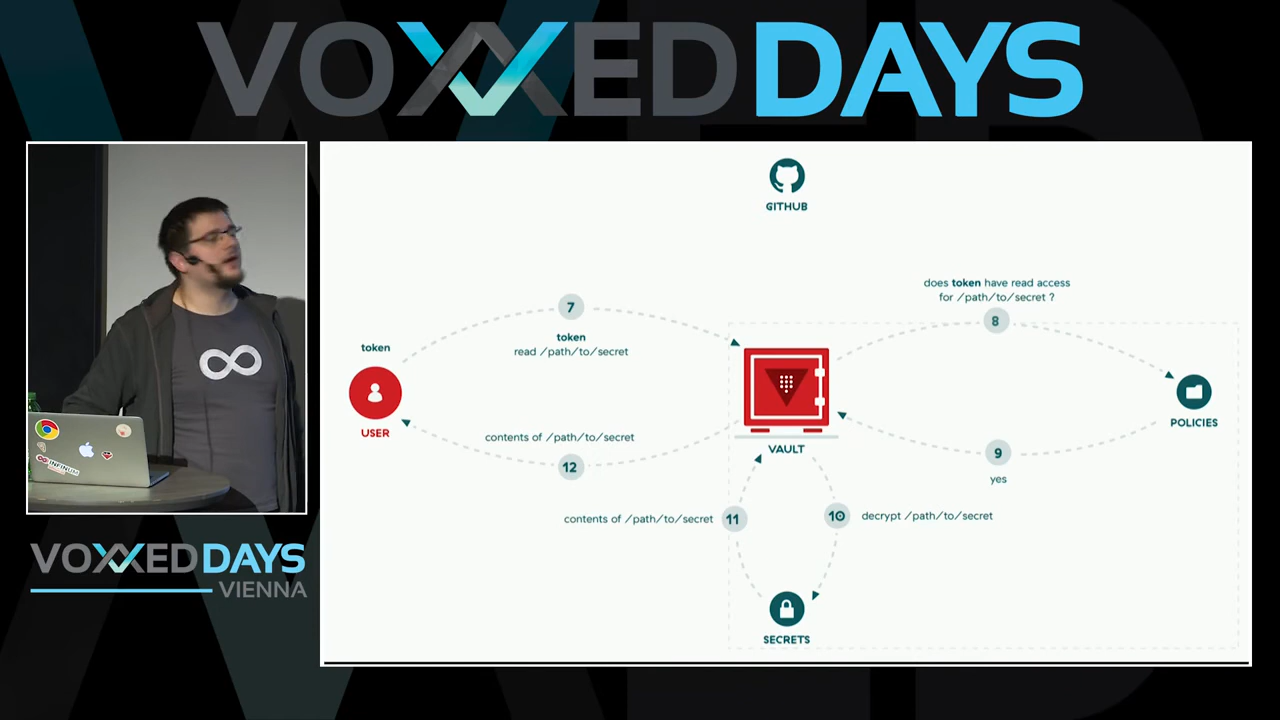 VOXXED DAYS
GITHUB
does token have read access
for /path/to/secret ?
7
8
token
token
read /path/to/secret
USER
VAULT
POLICIES
contents of /path/to/secret
12
9
yes
contents of /path/to/secret
11
10
decrypt /path/to/secret
SECRETS
INFINUM
VOXXED DAYS
VIENNA